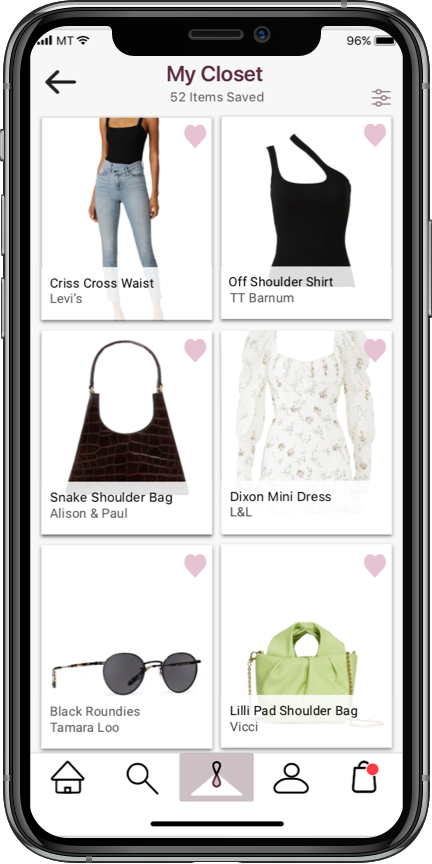 MT
96%
My Closet
52 Items Saved
Criss Cross Waist
Levi's
Off Shoulder Shirt
TT Barnum
Snake Shoulder Bag
Alison & Paul
Dixon Mini Dress
L&L
Black Roundies
Tamara Loo
Lilli Pad Shoulder Bag
Vicci